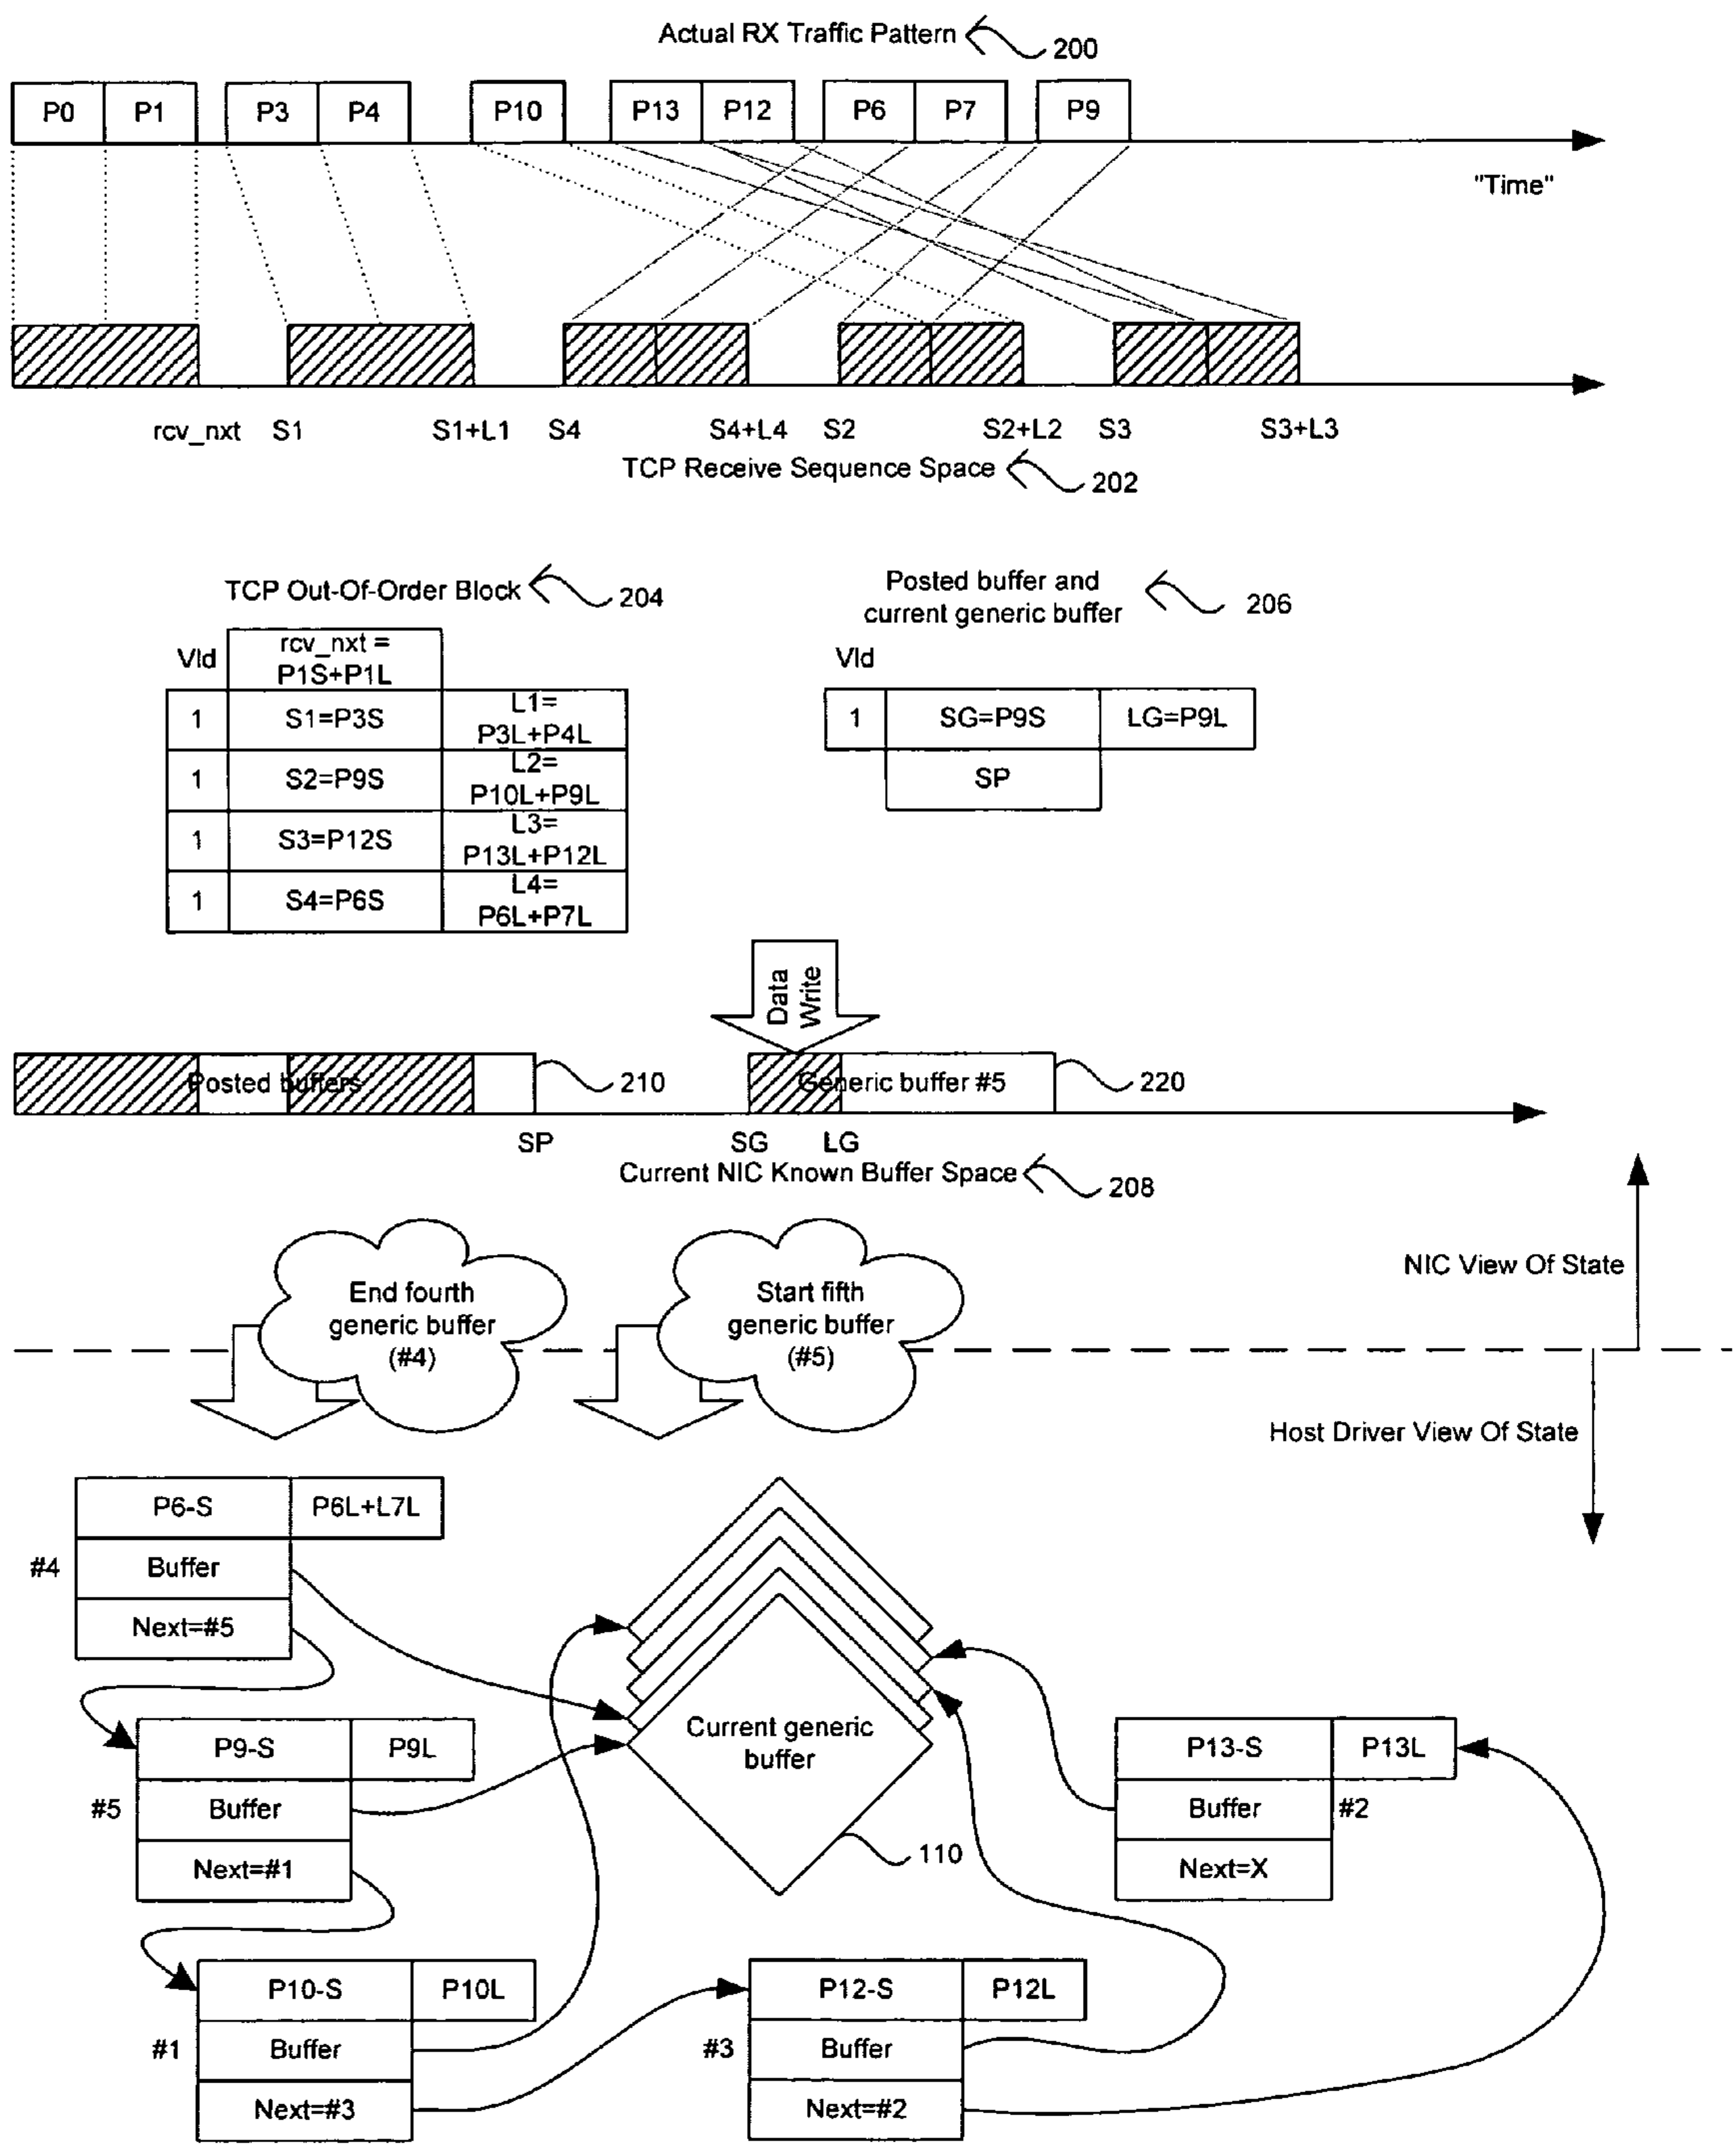 Actual RX Traffic Pattern
200
P0 P1 P3 P4 P10 P13 P12 P6 P7 P9
"Time"
rcv_nxt S1 S1+L1 S4 S4+L4 S2 S2+L2 S3 S3+L3
TCP Receive Sequence Space
202
TCP Out-Of-Order Block
204
Vld
rcv_nxt =
P1S+P1L
1 S1=P3S
L1=
P3L+P4L
1 S2=P9S
L2=
P10L+P9L
1 S3=P12S
L3=
P13L+P12L
1 S4=P6S
L4=
P6L+P7L
Posted buffer and
current generic buffer
206
Vld
1 SG=P9S LG=P9L
SP
Data
Write
Posted buffers
210
Generic buffer #5
220
SP SG LG
Current NIC Known Buffer Space
208
End fourth
generic buffer
(#4)
Start fifth
generic buffer
(#5)
NIC View Of State
Host Driver View Of State
P6-S P6L+L7L
#4 Buffer
Next=#5
P9-S P9L
#5 Buffer
Next=#1
Current generic
buffer
110
P13-S P13L
Buffer #2
Next=X
P10-S P10L
#1 Buffer
Next=#3
P12-S P12L
#3 Buffer
Next=#2